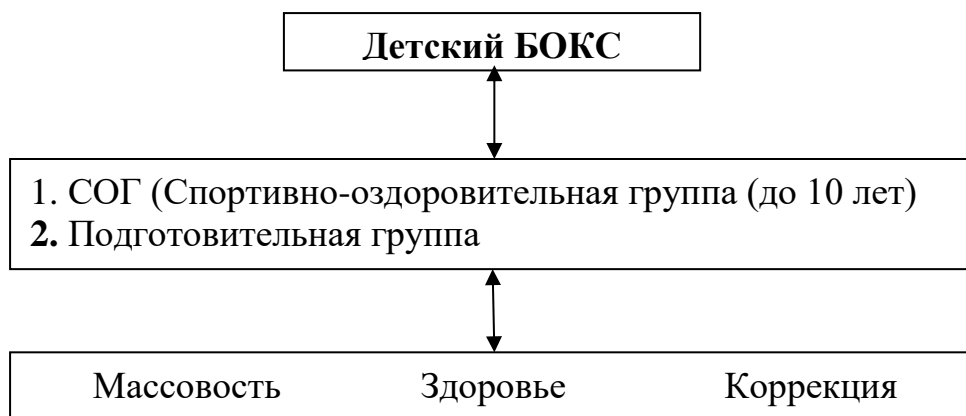 Детский БОКС
1. СОГ (Спортивно-оздоровительная группа (до 10 лет)
2. Подготовительная группа
Массовость Здоровье Коррекция